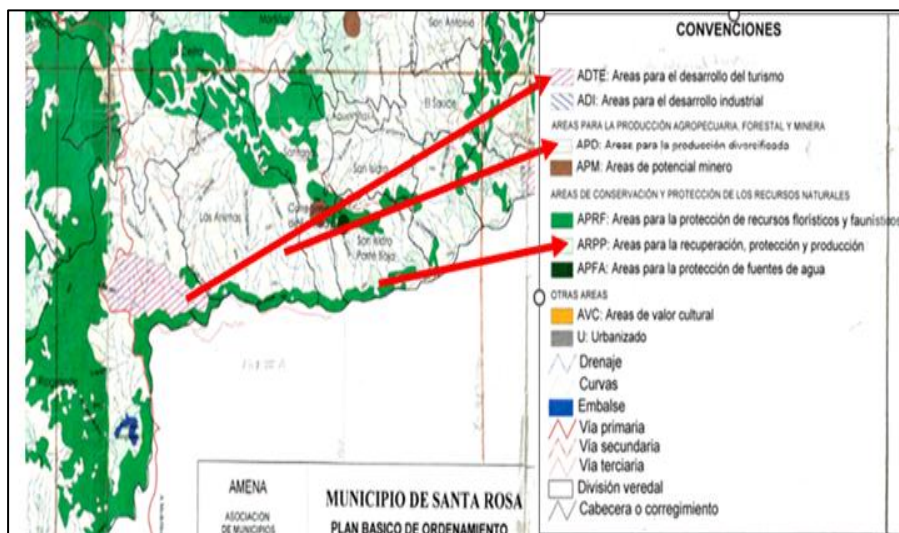 San Antonio
El Sauce
San Isidro
Las Animas
San Isidro
Parte Baja
AMENA
ASOCIACION
DE MUNICIPIOS
MUNICIPIO DE SANTA ROSA
PLAN BASICO DE ORDENAMIENTO
CONVENCIONES
ADTE: Areas para el desarrollo del turismo
ADI: Areas para el desarrollo industrial
AREAS PARA LA PRODUCCIÓN AGROPECUARIA, FORESTAL Y MINERA
APD: Areas para la producción diversificada
APM: Areas de potencial minero
AREAS DE CONSERVACIÓN Y PROTECCIÓN DE LOS RECURSOS NATURALES
APRF: Areas para la protección de recursos florísticos y faunísticos
ARPP: Areas para la recuperación, protección y producción
APFA: Areas para la protección de fuentes de agua
OTRAS AREAS
AVC: Areas de valor cultural
U: Urbanizado
Drenaje
Curvas
Embalse
Vía primaria
Vía secundaria
Vía terciaria
División veredal
Cabecera o corregimiento